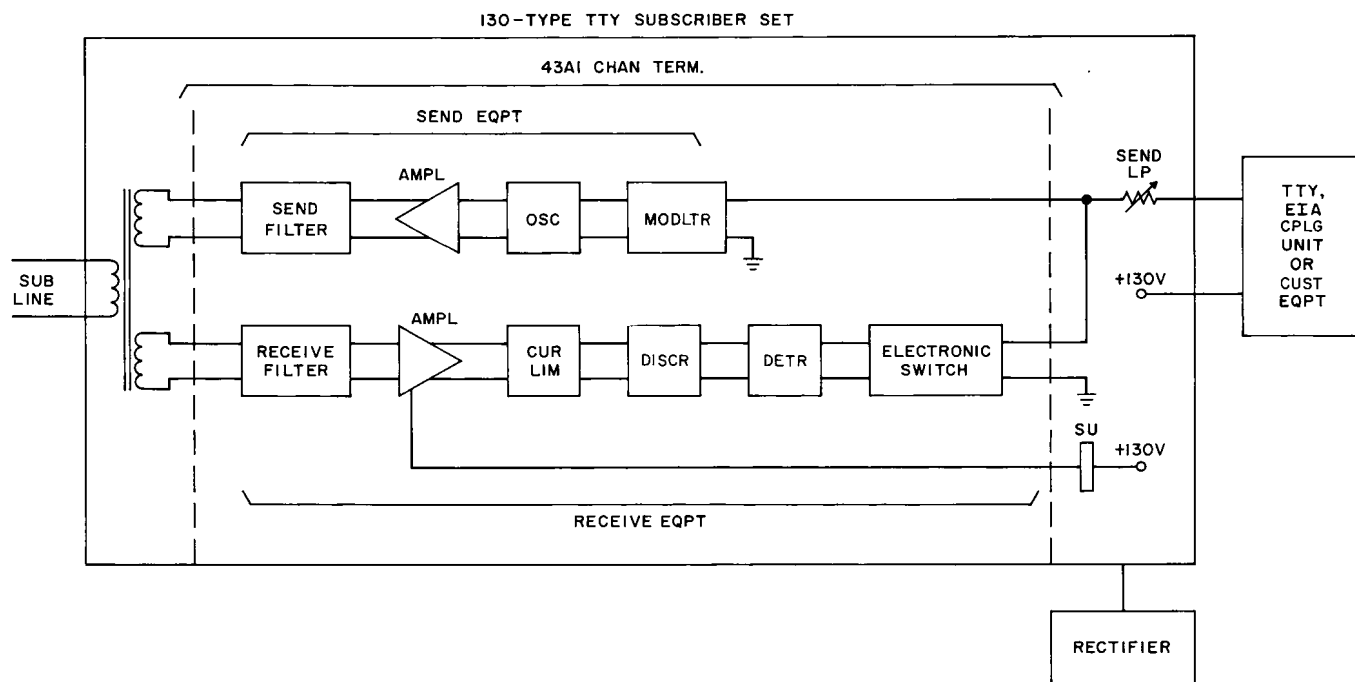 130-TYPE TTY SUBSCRIBER SET
43A1 CHAN TERM.
SEND EQPT
SEND
FILTER
AMPL
OSC
MODLTR
SEND
LP
TTY,
EIA
CPLG
UNIT
OR
CUST
EQPT
+130V
SUB
LINE
RECEIVE
FILTER
AMPL
CUR
LIM
DISCR
DETR
ELECTRONIC
SWITCH
SU
+130V
RECEIVE EQPT
RECTIFIER